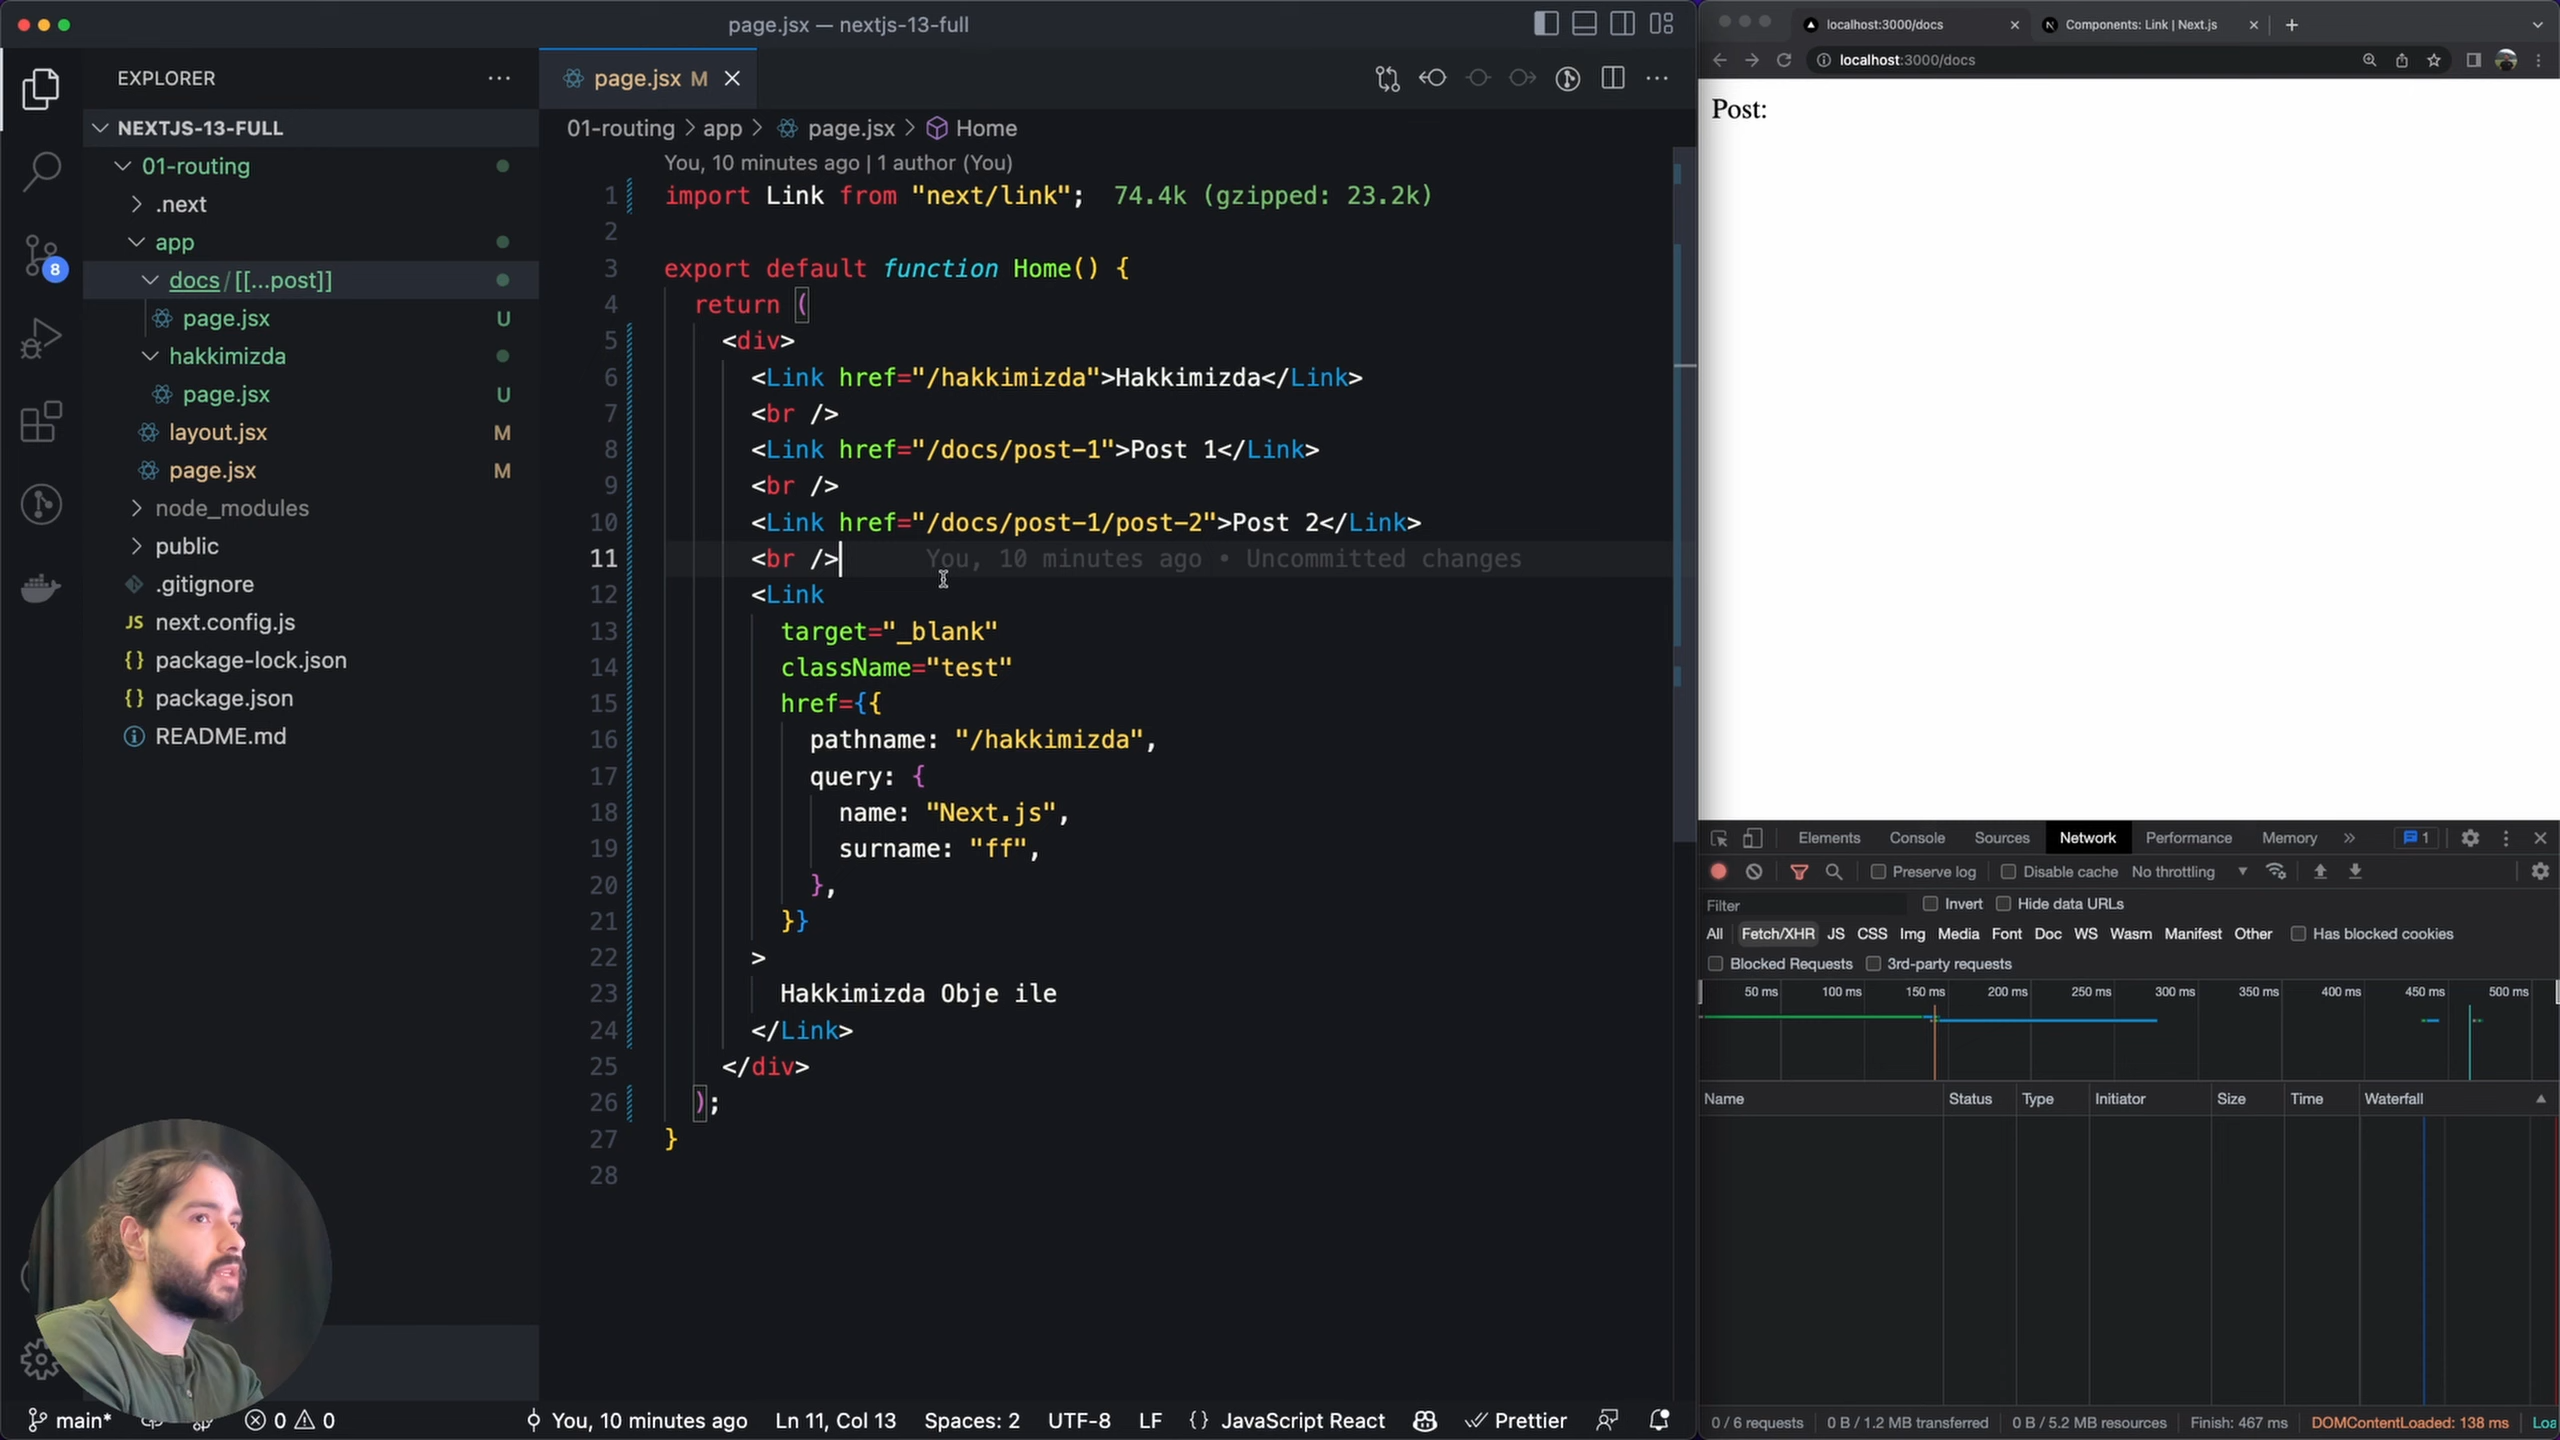 page.jsx — nextjs-13-full
EXPLORER
NEXTJS-13-FULL
01-routing
.next
app
docs/[[...post]]
page.jsx U
hakkimizda
page.jsx U
layout.jsx M
page.jsx M
node_modules
public
.gitignore
JS next.config.js
{} package-lock.json
{} package.json
README.md
8
page.jsx M
01-routing > app > page.jsx > Home
You, 10 minutes ago | 1 author (You)
1 import Link from "next/link"; 74.4k (gzipped: 23.2k)
2
3 export default function Home() {
4 return (
5 <div>
6 <Link href="/hakkimizda">Hakkimizda</Link>
7 <br />
8 <Link href="/docs/post-1">Post 1</Link>
9 <br />
10 <Link href="/docs/post-1/post-2">Post 2</Link>
11 <br /> You, 10 minutes ago • Uncommitted changes
12 <Link
13 target="_blank"
14 className="test"
15 href={{
16 pathname: "/hakkimizda",
17 query: {
18 name: "Next.js",
19 surname: "ff",
20 },
21 }}
22 >
23 Hakkimizda Obje ile
24 </Link>
25 </div>
26 );
27 }
28
main* 0 0 You, 10 minutes ago Ln 11, Col 13 Spaces: 2 UTF-8 LF {} JavaScript React Prettier
localhost:3000/docs Components: Link | Next.js
localhost:3000/docs
Post:
Elements Console Sources Network Performance Memory 1
Preserve log Disable cache No throttling
Filter Invert Hide data URLs
All Fetch/XHR JS CSS Img Media Font Doc WS Wasm Manifest Other Has blocked cookies
Blocked Requests 3rd-party requests
50 ms 100 ms 150 ms 200 ms 250 ms 300 ms 350 ms 400 ms 450 ms 500 ms
Name Status Type Initiator Size Time Waterfall
0 / 6 requests 0 B / 1.2 MB transferred 0 B / 5.2 MB resources Finish: 467 ms DOMContentLoaded: 138 ms Loa